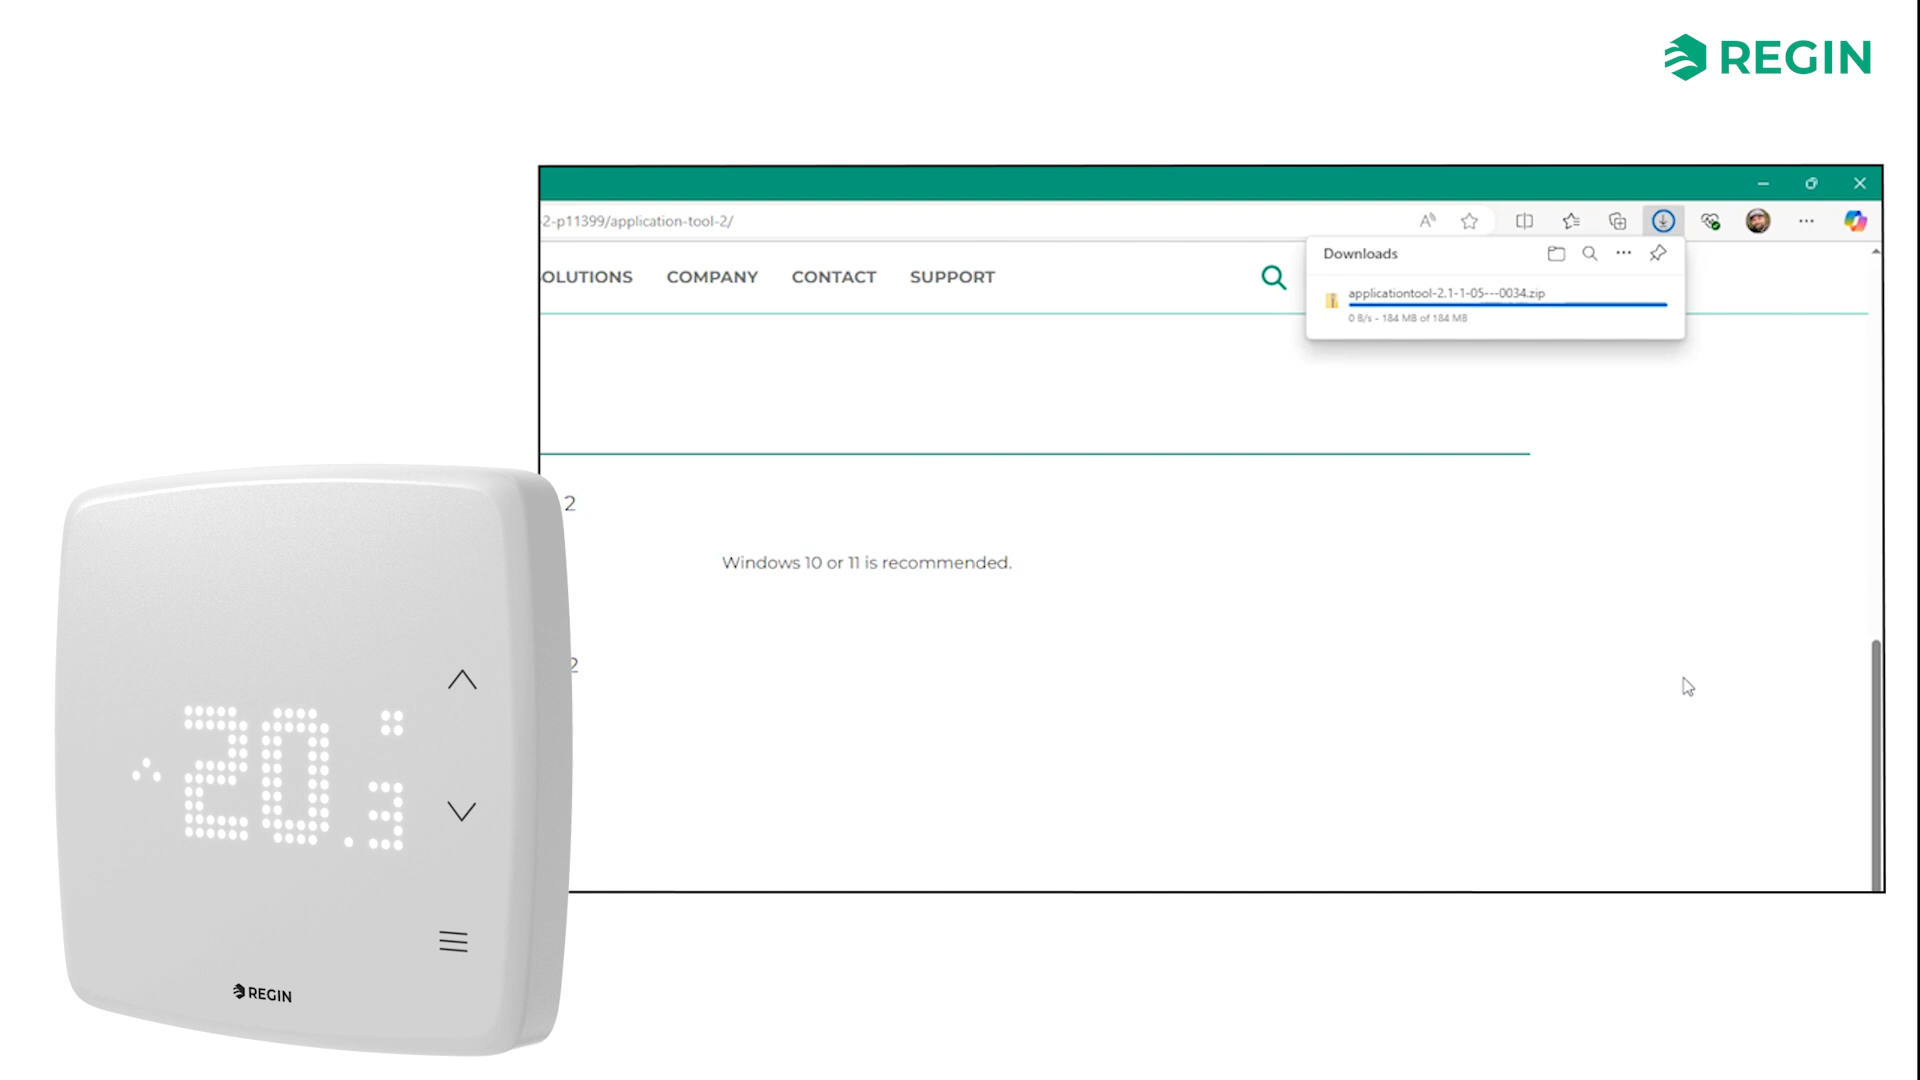 REGIN
2-p11399/application-tool-2/
OLUTIONS COMPANY CONTACT SUPPORT
Downloads
applicationtool-2.1-1-05---0034.zip
0 B/s - 184 MB of 184 MB
2
Windows 10 or 11 is recommended.
2
20.3
REGIN